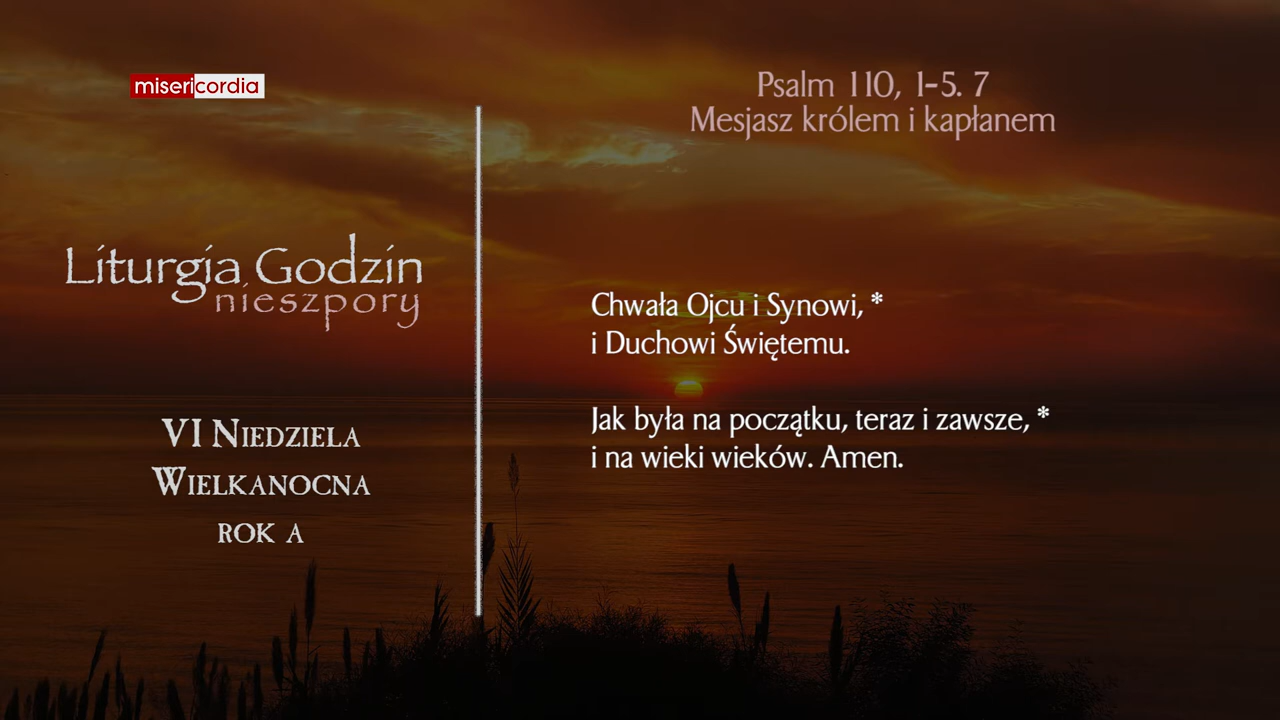 misericordia
Liturgia Godzin
nieszpory
VI Niedziela
Wielkanocna
rok A
Psalm 110, 1-5. 7
Mesjasz królem i kapłanem
Chwała Ojcu i Synowi, *
i Duchowi Świętemu.
Jak była na początku, teraz i zawsze, *
i na wieki wieków. Amen.